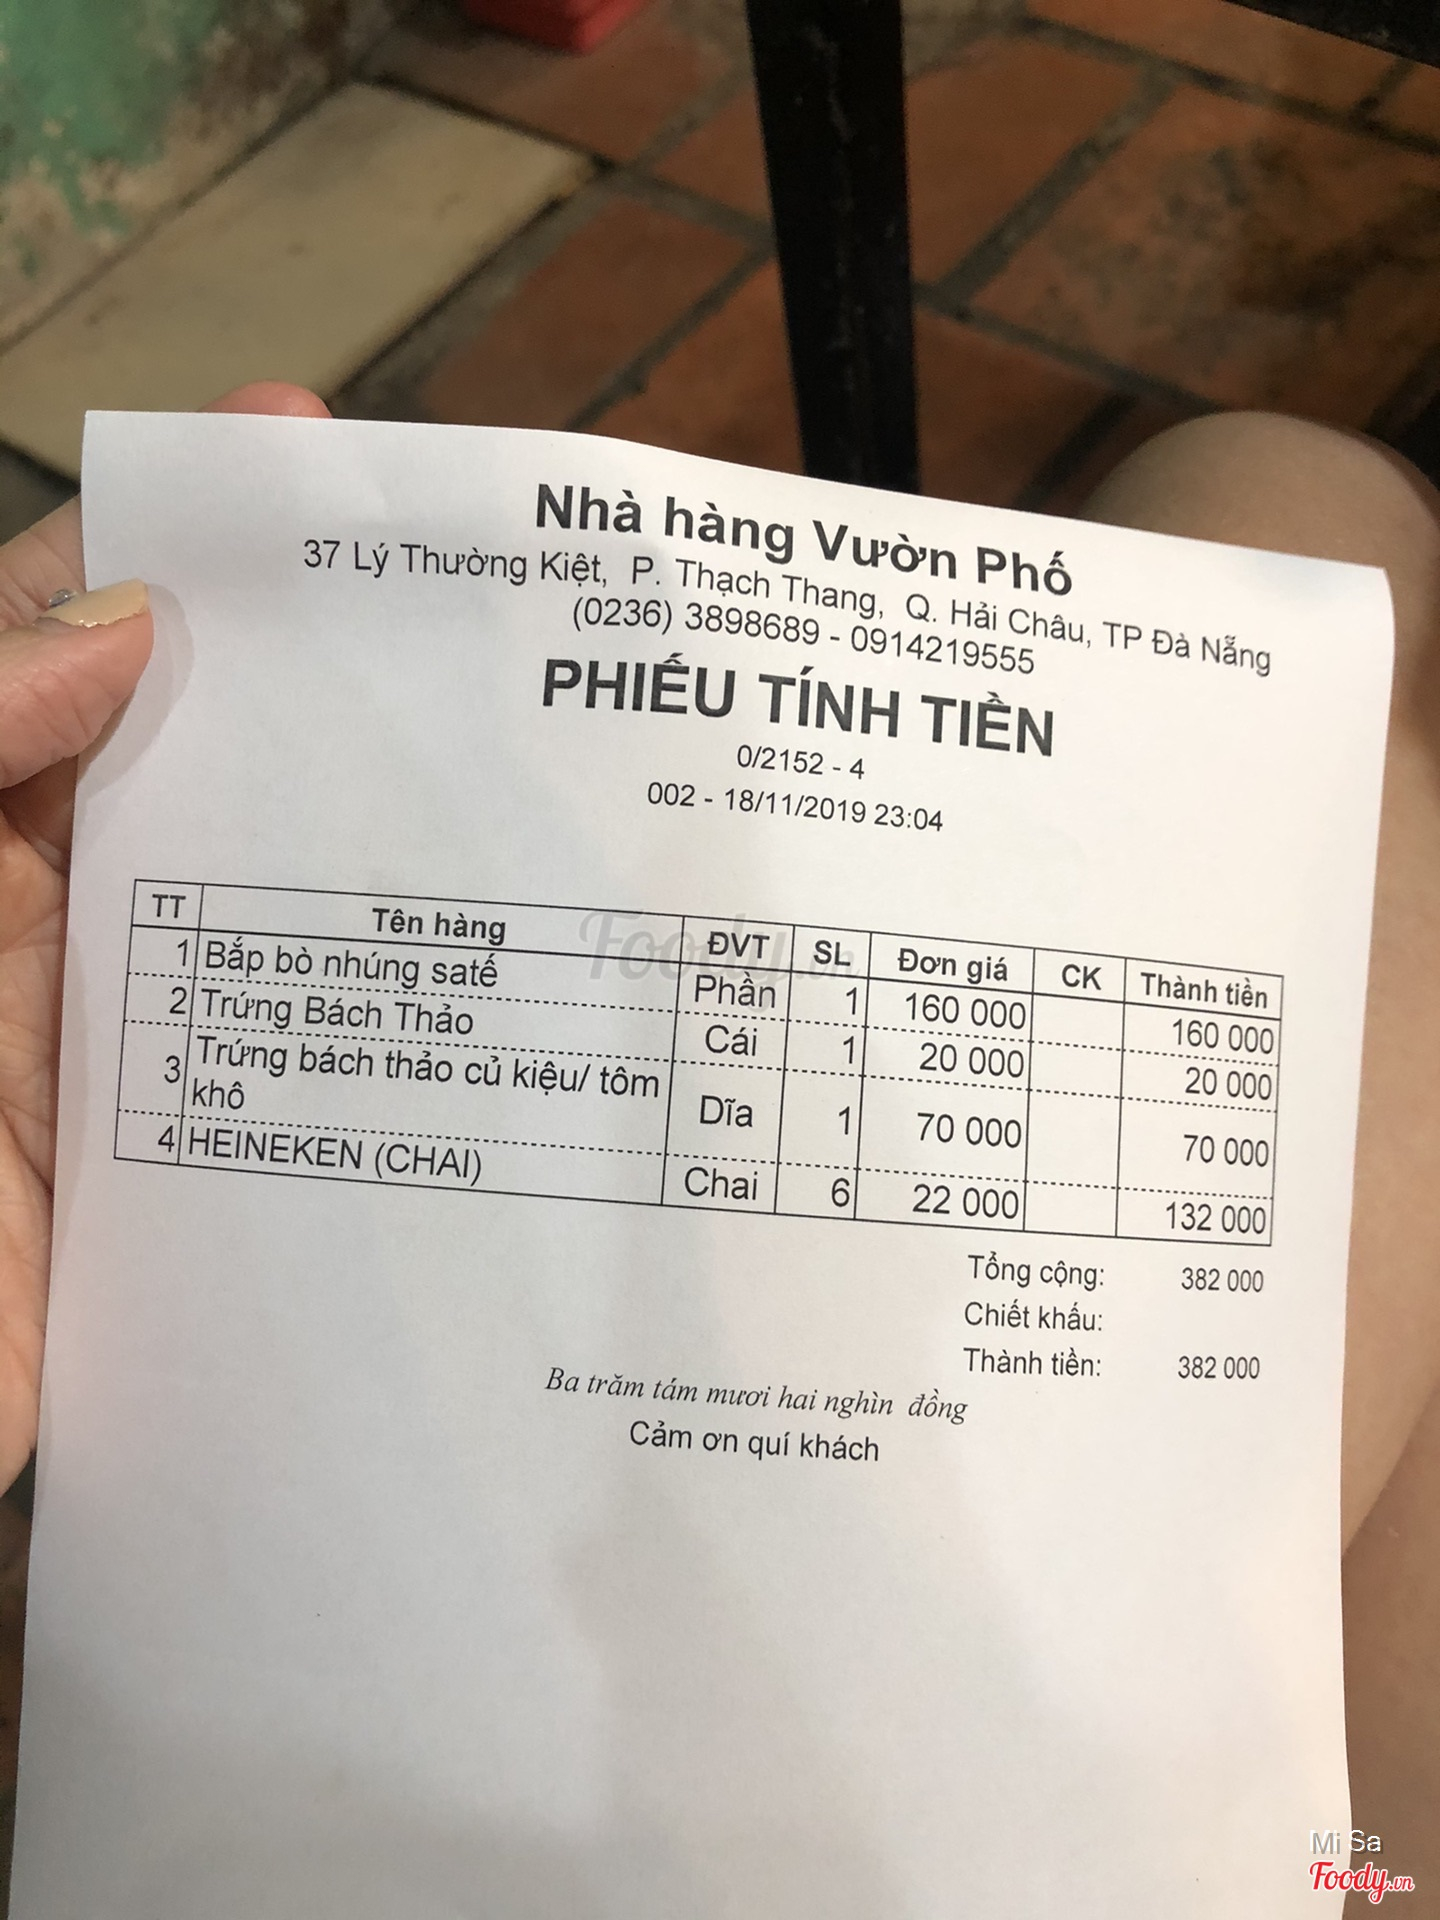 Nhà hàng Vườn Phố
37 Lý Thường Kiệt, P. Thạch Thang, Q. Hải Châu, TP Đà Nẵng
(0236) 3898689 - 0914219555
PHIẾU TÍNH TIỀN
0/2152 - 4
002 - 18/11/2019 23:04
TT Tên hàng ĐVT SL Đơn giá CK Thành tiền
1 Bắp bò nhúng satế Phần 1 160 000 160 000
2 Trứng Bách Thảo Cái 1 20 000 20 000
3 Trứng bách thảo củ kiệu/ tôm
khô Dĩa 1 70 000 70 000
4 HEINEKEN (CHAI) Chai 6 22 000 132 000
Tổng cộng: 382 000
Chiết khấu:
Thành tiền: 382 000
Ba trăm tám mươi hai nghìn đồng
Cảm ơn quí khách
Foody.vn
Mi Sa
Foody.vn